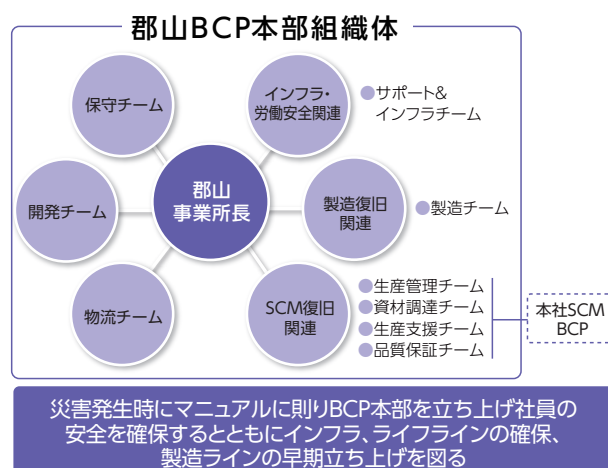 郡山BCP本部組織体
保守チーム
インフラ・
労働安全関連
●サポート&
インフラチーム
開発チーム
郡山
事業所長
製造復旧
関連
●製造チーム
物流チーム
SCM復旧
関連
●生産管理チーム
●資材調達チーム
●生産支援チーム
●品質保証チーム
本社SCM
BCP
災害発生時にマニュアルに則りBCP本部を立ち上げ社員の
安全を確保するとともにインフラ、ライフラインの確保、
製造ラインの早期立ち上げを図る